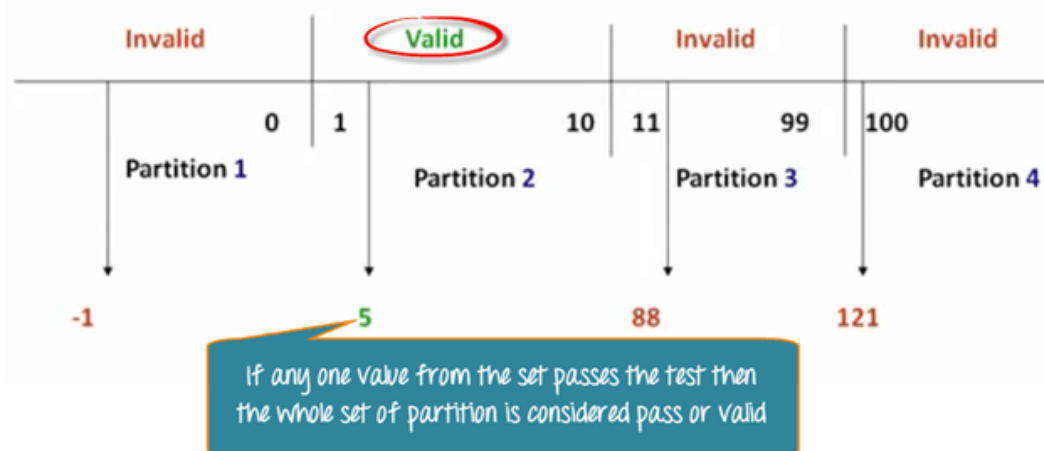 Invalid Valid Invalid Invalid
0 1 10 11 99 100
Partition 1 Partition 2 Partition 3 Partition 4
-1 5 88 121
If any one value from the set passes the test then
the whole set of partition is considered pass or valid